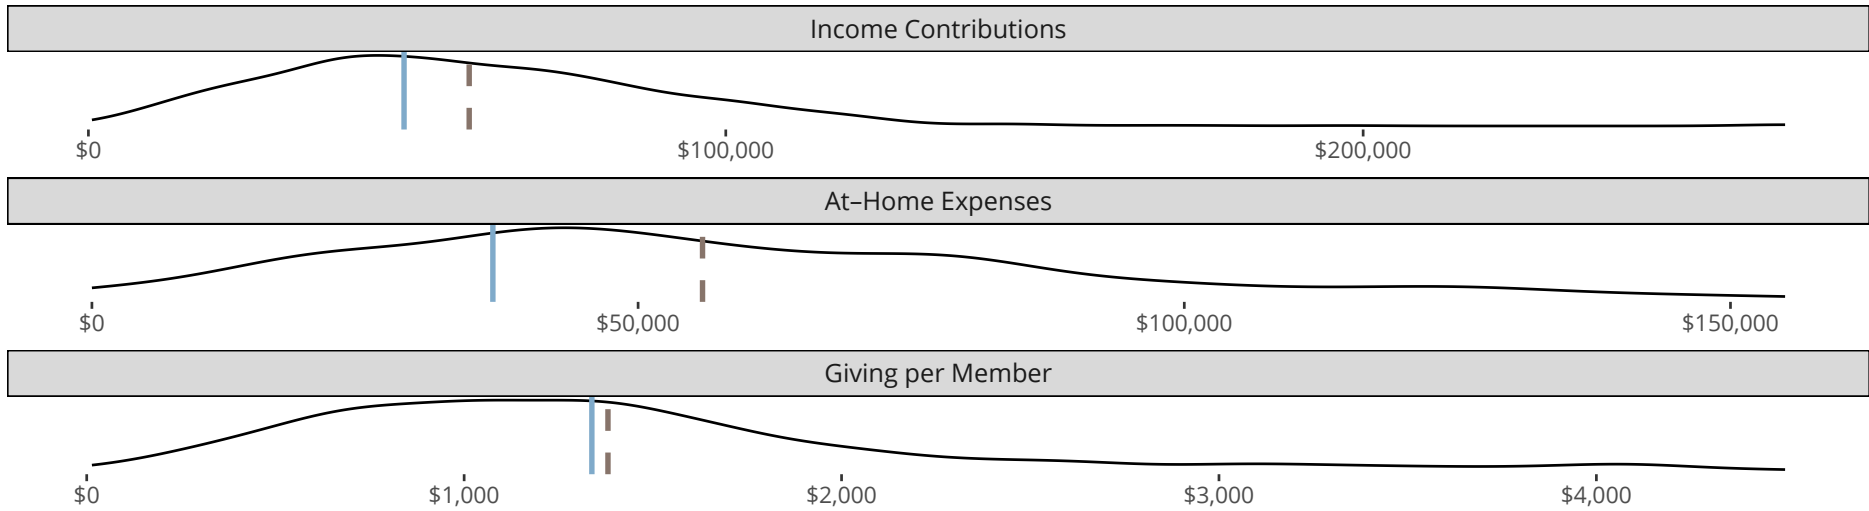 Income Contributions
$0 $100,000 $200,000
At–Home Expenses
$0 $50,000 $100,000 $150,000
Giving per Member
$0 $1,000 $2,000 $3,000 $4,000